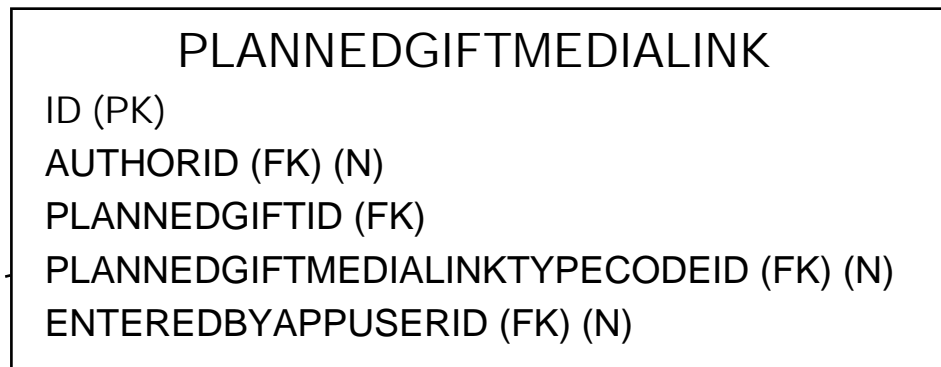 PLANNEDGIFTMEDIALINK
ID (PK)
AUTHORID (FK) (N)
PLANNEDGIFTID (FK)
PLANNEDGIFTMEDIALINKTYPECODEID (FK) (N)
ENTEREDBYAPPUSERID (FK) (N)